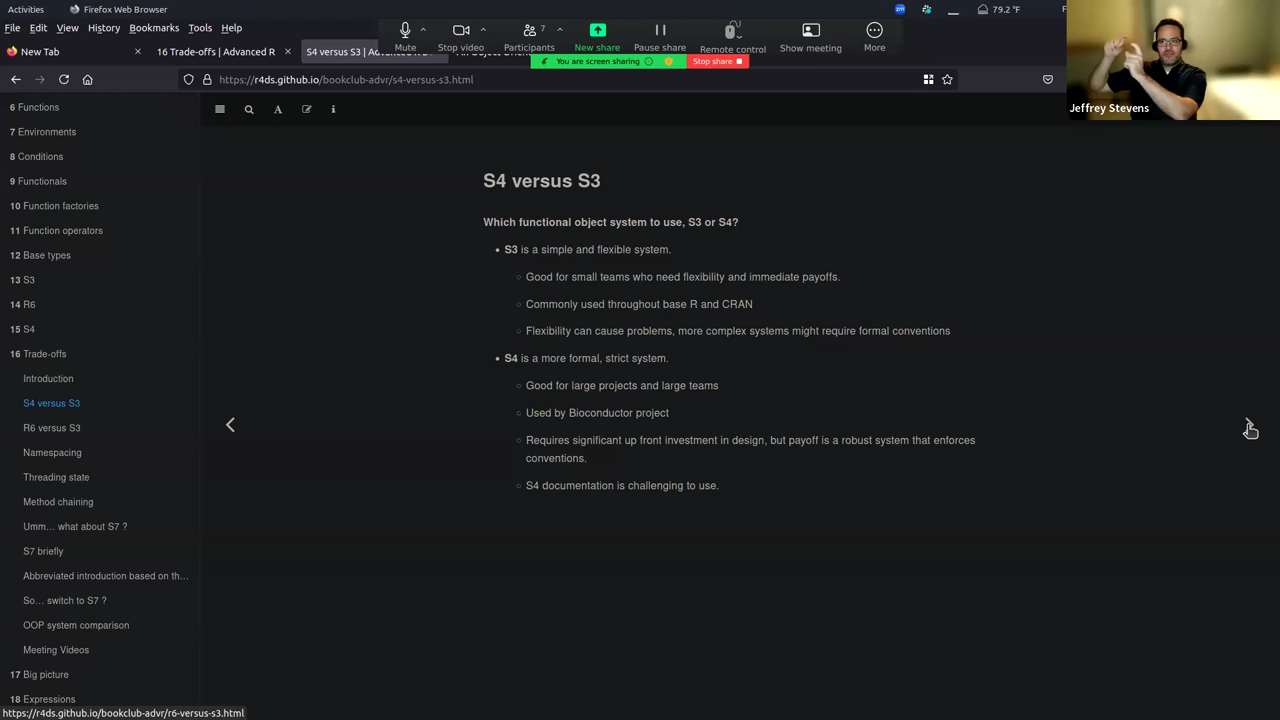 Activities
Firefox Web Browser
79.2 °F
File Edit View History Bookmarks Tools Help
Mute
Stop video
7
Participants
New share
Pause share
Remote control
Show meeting
More
New Tab
16 Trade-offs | Advanced R
S4 versus S3 |
You are screen sharing
Stop share
https://r4ds.github.io/bookclub-advr/s4-versus-s3.html
Jeffrey Stevens
6 Functions
7 Environments
8 Conditions
9 Functionals
10 Function factories
11 Function operators
12 Base types
13 S3
14 R6
15 S4
16 Trade-offs
Introduction
S4 versus S3
R6 versus S3
Namespacing
Threading state
Method chaining
Umm… what about S7 ?
S7 briefly
Abbreviated introduction based on th…
So… switch to S7 ?
OOP system comparison
Meeting Videos
17 Big picture
18 Expressions
S4 versus S3
Which functional object system to use, S3 or S4?
S3 is a simple and flexible system.
Good for small teams who need flexibility and immediate payoffs.
Commonly used throughout base R and CRAN
Flexibility can cause problems, more complex systems might require formal conventions
S4 is a more formal, strict system.
Good for large projects and large teams
Used by Bioconductor project
Requires significant up front investment in design, but payoff is a robust system that enforces
conventions.
S4 documentation is challenging to use.
https://r4ds.github.io/bookclub-advr/r6-versus-s3.html